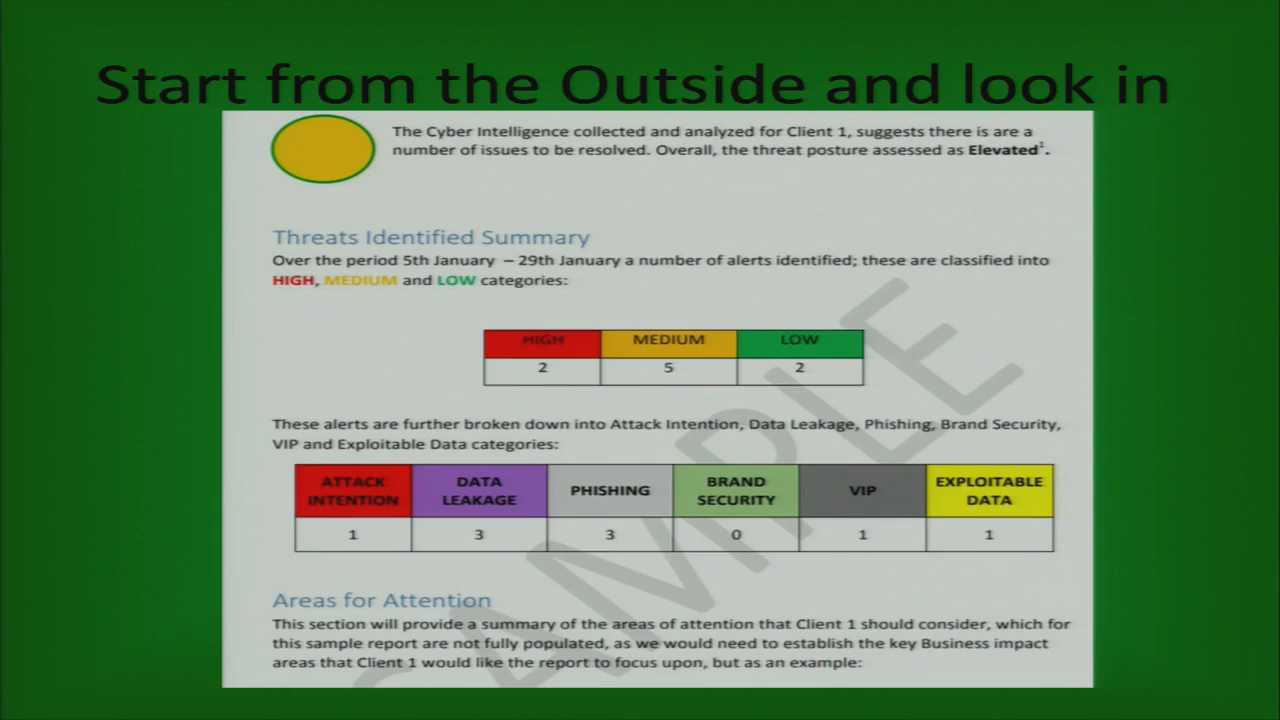 Start from the Outside and look in
The Cyber Intelligence collected and analyzed for Client 1, suggests there is are a
number of issues to be resolved. Overall, the threat posture assessed as Elevated¹.
Threats Identified Summary
Over the period 5th January – 29th January a number of alerts identified; these are classified into
HIGH, MEDIUM and LOW categories:
HIGH MEDIUM LOW
2 5 2
These alerts are further broken down into Attack Intention, Data Leakage, Phishing, Brand Security,
VIP and Exploitable Data categories:
ATTACK INTENTION DATA LEAKAGE PHISHING BRAND SECURITY VIP EXPLOITABLE DATA
1 3 3 0 1 1
Areas for Attention
This section will provide a summary of the areas of attention that Client 1 should consider, which for
this sample report are not fully populated, as we would need to establish the key Business impact
areas that Client 1 would like the report to focus upon, but as an example:
SAMPLE